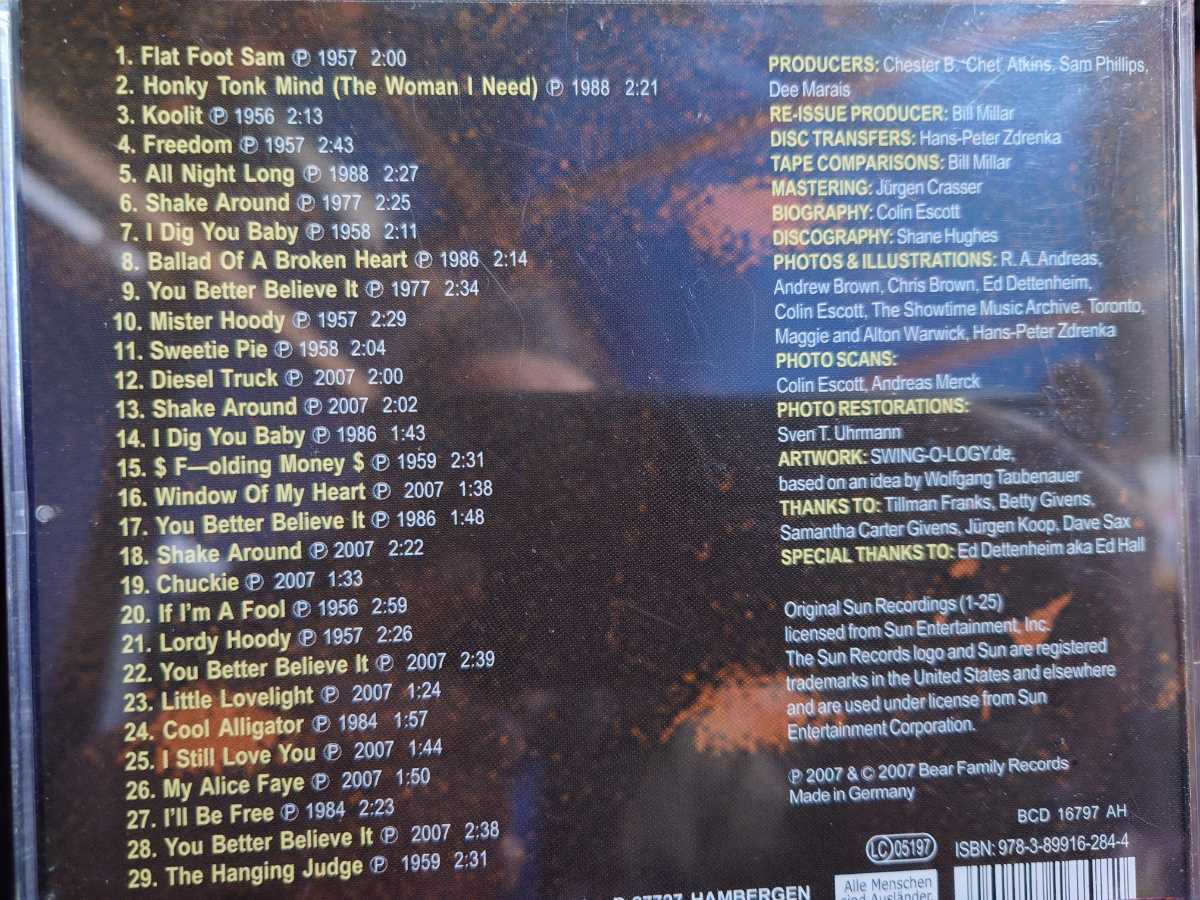 1. Flat Foot Sam ℗ 1957 2:00
2. Honky Tonk Mind (The Woman I Need) ℗ 1988 2:21
3. Koolit ℗ 1956 2:13
4. Freedom ℗ 1957 2:43
5. All Night Long ℗ 1988 2:27
6. Shake Around ℗ 1977 2:25
7. I Dig You Baby ℗ 1958 2:11
8. Ballad Of A Broken Heart ℗ 1986 2:14
9. You Better Believe It ℗ 1977 2:34
10. Mister Hoody ℗ 1957 2:29
11. Sweetie Pie ℗ 1958 2:04
12. Diesel Truck ℗ 2007 2:00
13. Shake Around ℗ 2007 2:02
14. I Dig You Baby ℗ 1986 1:43
15. $ F—olding Money $ ℗ 1959 2:31
16. Window Of My Heart ℗ 2007 1:38
17. You Better Believe It ℗ 1986 1:48
18. Shake Around ℗ 2007 2:22
19. Chuckie ℗ 2007 1:33
20. If I'm A Fool ℗ 1956 2:59
21. Lordy Hoody ℗ 1957 2:26
22. You Better Believe It ℗ 2007 2:39
23. Little Lovelight ℗ 2007 1:24
24. Cool Alligator ℗ 1984 1:57
25. I Still Love You ℗ 2007 1:44
26. My Alice Faye ℗ 2007 1:50
27. I'll Be Free ℗ 1984 2:23
28. You Better Believe It ℗ 2007 2:38
29. The Hanging Judge ℗ 1959 2:31
PRODUCERS: Chester B. 'Chet' Atkins, Sam Phillips,
Dee Marais
RE-ISSUE PRODUCER: Bill Millar
DISC TRANSFERS: Hans-Peter Zdrenka
TAPE COMPARISONS: Bill Millar
MASTERING: Jürgen Crasser
BIOGRAPHY: Colin Escott
DISCOGRAPHY: Shane Hughes
PHOTOS & ILLUSTRATIONS: R. A. Andreas,
Andrew Brown, Chris Brown, Ed Dettenheim,
Colin Escott, The Showtime Music Archive, Toronto,
Maggie and Alton Warwick, Hans-Peter Zdrenka
PHOTO SCANS:
Colin Escott, Andreas Merck
PHOTO RESTORATIONS:
Sven T. Uhrmann
ARTWORK: SWING-O-LOGY.de,
based on an idea by Wolfgang Taubenauer
THANKS TO: Tillman Franks, Betty Givens,
Samantha Carter Givens, Jürgen Koop, Dave Sax
SPECIAL THANKS TO: Ed Dettenheim aka Ed Hall
Original Sun Recordings (1-25)
licensed from Sun Entertainment, Inc.
The Sun Records logo and Sun are registered
trademarks in the United States and elsewhere
and are used under license from Sun
Entertainment Corporation.
℗ 2007 & © 2007 Bear Family Records
Made in Germany
BCD 16797 AH
LC 05197 ISBN: 978-3-89916-284-4
HAMBERGEN
Alle Menschen
sind Ausländer